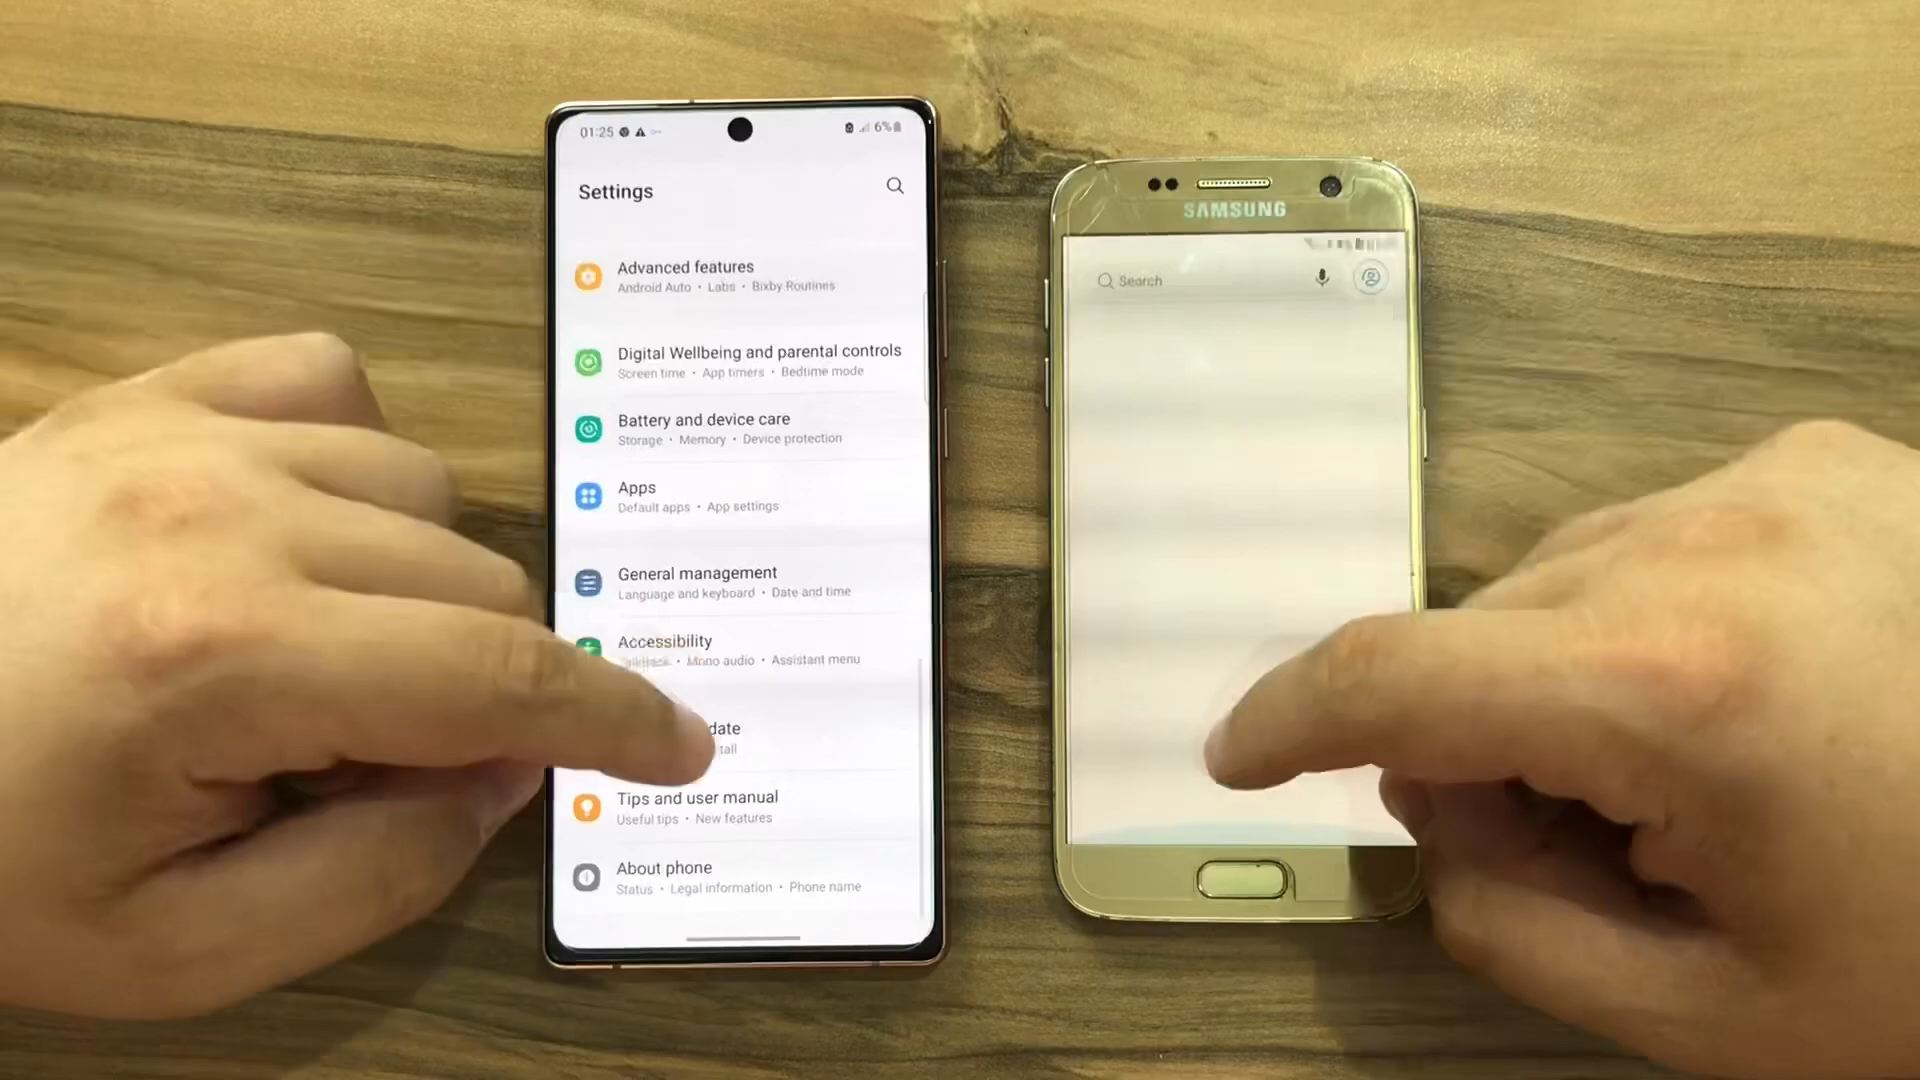 01:25
6%
Settings
Advanced features
Android Auto • Labs • Bixby Routines
Digital Wellbeing and parental controls
Screen time • App timers • Bedtime mode
Battery and device care
Storage • Memory • Device protection
Apps
Default apps • App settings
General management
Language and keyboard • Date and time
Accessibility
• Mono audio • Assistant menu
date
tall
Tips and user manual
Useful tips • New features
About phone
Status • Legal information • Phone name
SAMSUNG
Search